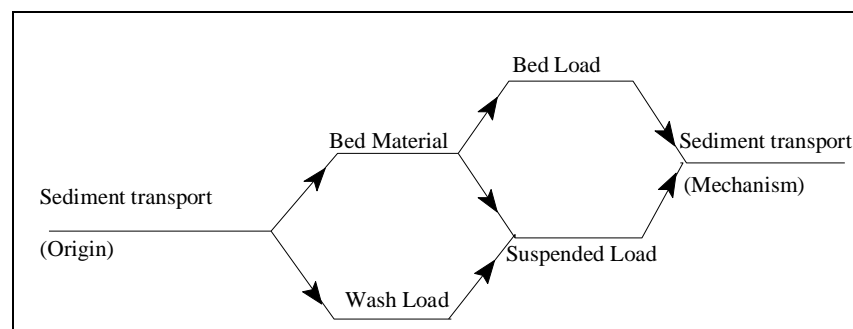 Bed Load
Bed Material
Sediment transport
(Mechanism)
Sediment transport
(Origin)
Suspended Load
Wash Load